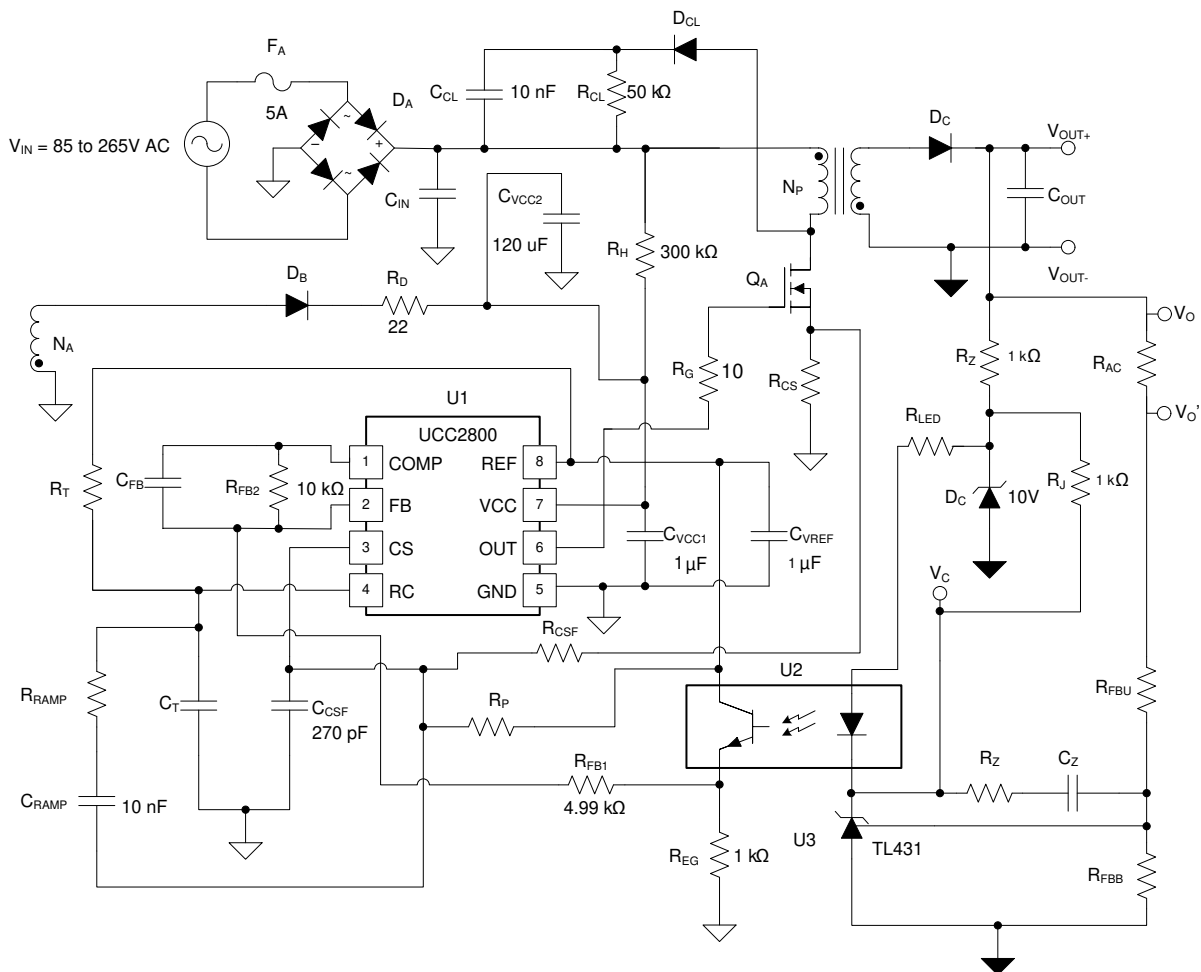 D_CL
F_A
5A
D_A
C_CL
10 nF
R_CL
50 kΩ
V_IN = 85 to 265V AC
~
~
−
+
C_IN
C_VCC2
120 uF
R_H
300 kΩ
N_P
D_C
V_OUT+
C_OUT
V_OUT-
Q_A
D_B
R_D
22
N_A
R_G
10
R_CS
R_Z
1 kΩ
R_AC
V_O
V_O'
R_LED
D_C
10V
R_J
1 kΩ
V_C
U1
UCC2800
1
COMP
REF
8
2
FB
VCC
7
3
CS
OUT
6
4
RC
GND
5
R_T
C_FB
R_FB2
10 kΩ
C_VCC1
1 µF
C_VREF
1 µF
R_CSF
R_RAMP
C_T
C_CSF
270 pF
R_P
U2
R_FBU
C_RAMP
10 nF
R_FB1
4.99 kΩ
R_Z
C_Z
U3
TL431
R_EG
1 kΩ
R_FBB